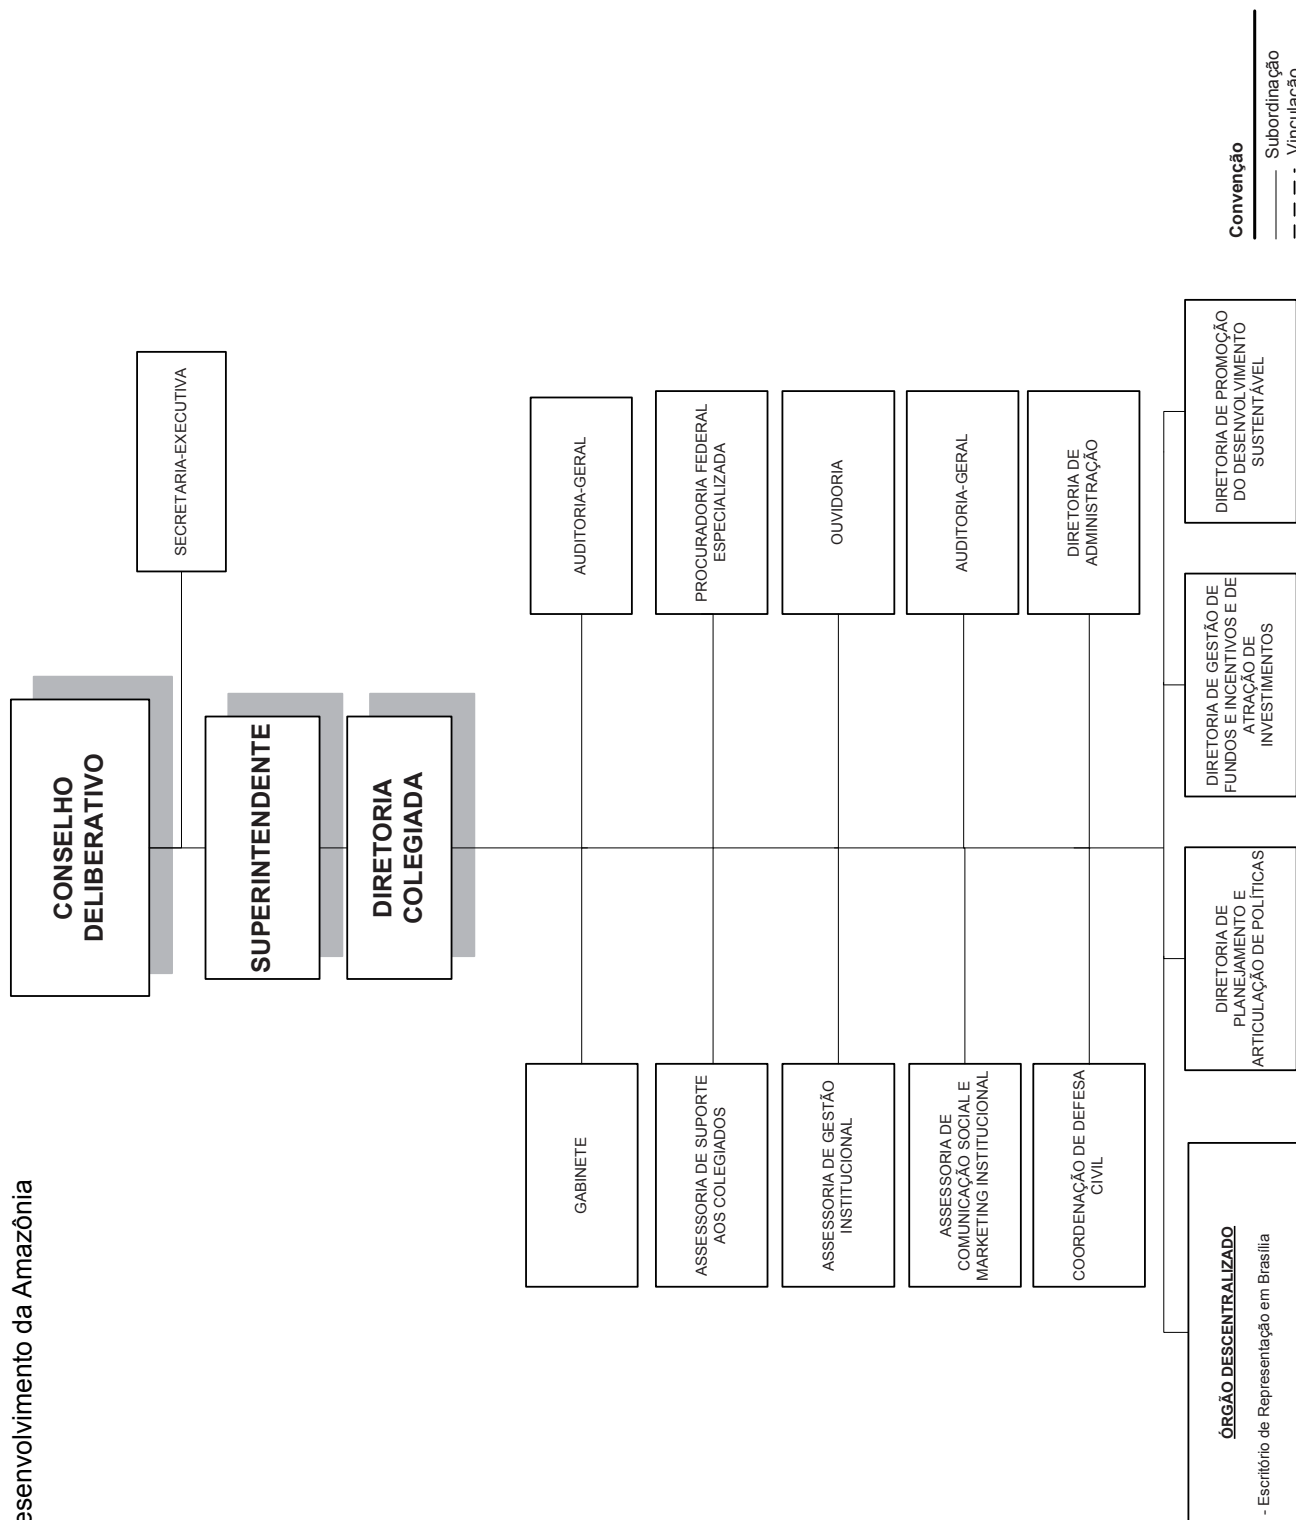 esenvolvimento da Amazônia
CONSELHO
DELIBERATIVO
SECRETARIA-EXECUTIVA
SUPERINTENDENTE
DIRETORIA
COLEGIADA
GABINETE
AUDITORIA-GERAL
ASSESSORIA DE SUPORTE
AOS COLEGIADOS
PROCURADORIA FEDERAL
ESPECIALIZADA
ASSESSORIA DE GESTÃO
INSTITUCIONAL
OUVIDORIA
ASSESSORIA DE
COMUNICAÇÃO SOCIAL E
MARKETING INSTITUCIONAL
AUDITORIA-GERAL
COORDENAÇÃO DE DEFESA
CIVIL
DIRETORIA DE
ADMINISTRAÇÃO
ÓRGÃO DESCENTRALIZADO
- Escritório de Representação em Brasília
DIRETORIA DE
PLANEJAMENTO E
ARTICULAÇÃO DE POLÍTICAS
DIRETORIA DE GESTÃO DE
FUNDOS E INCENTIVOS E DE
ATRAÇÃO DE
INVESTIMENTOS
DIRETORIA DE PROMOÇÃO
DO DESENVOLVIMENTO
SUSTENTÁVEL
Convenção
Subordinação
Vinculação